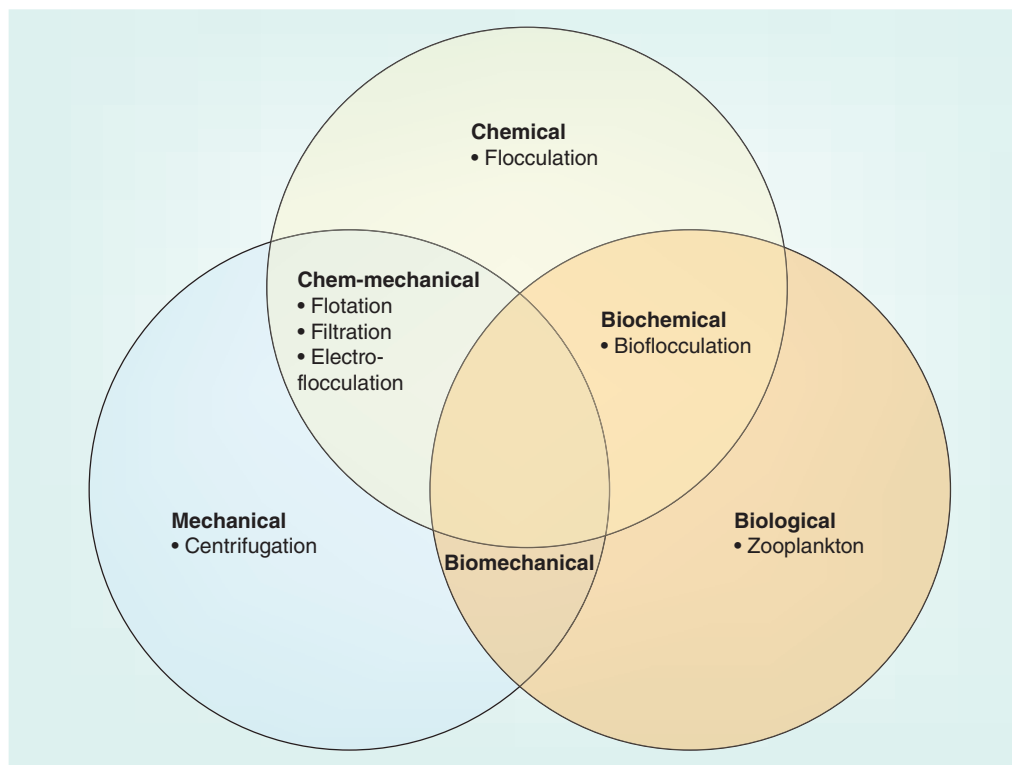 Chemical
• Flocculation
Chem-mechanical
• Flotation
• Filtration
• Electro-
flocculation
Biochemical
• Bioflocculation
Mechanical
• Centrifugation
Biological
• Zooplankton
Biomechanical